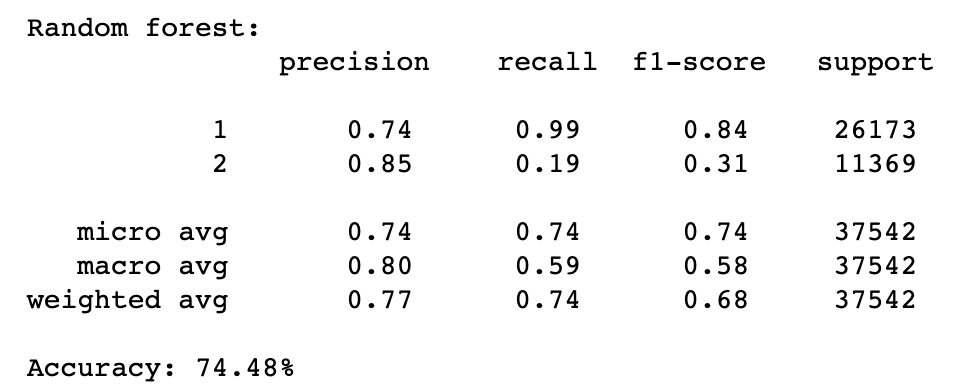 Random forest:
precision recall f1-score support
1 0.74 0.99 0.84 26173
2 0.85 0.19 0.31 11369
micro avg 0.74 0.74 0.74 37542
macro avg 0.80 0.59 0.58 37542
weighted avg 0.77 0.74 0.68 37542
Accuracy: 74.48%